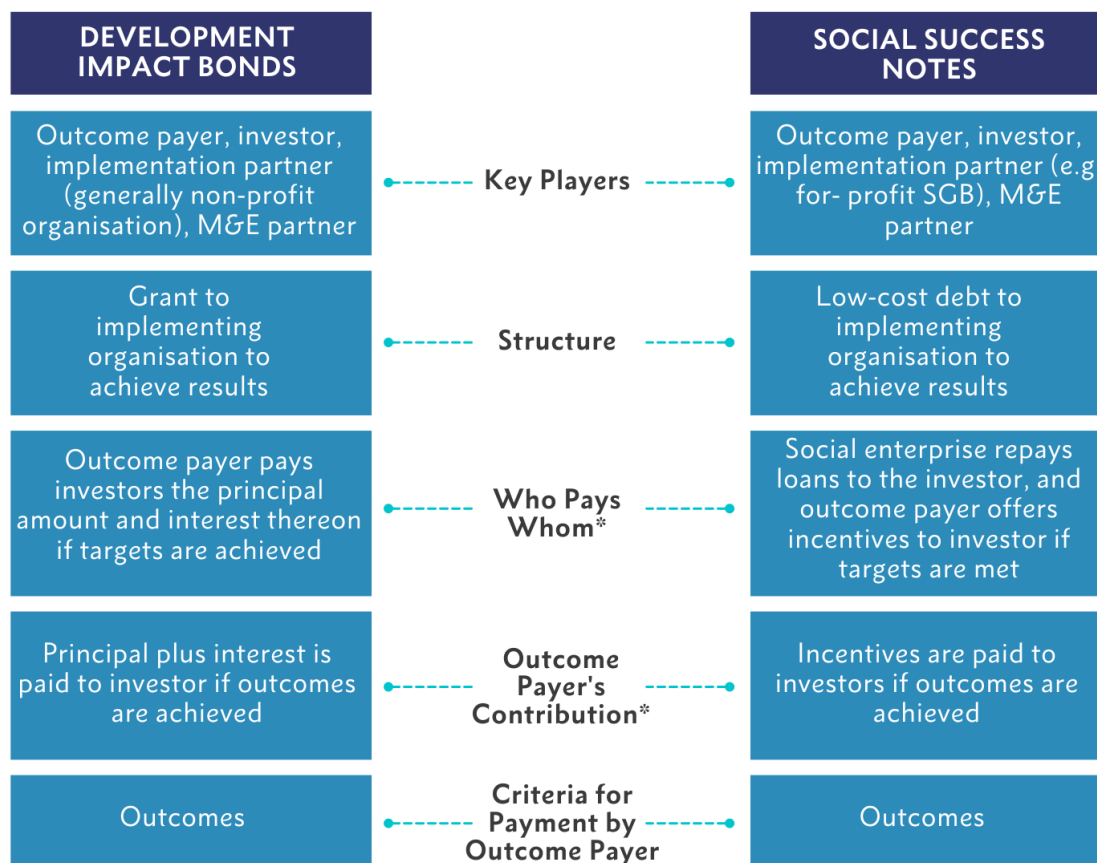 DEVELOPMENT
IMPACT BONDS
SOCIAL SUCCESS
NOTES
Outcome payer, investor,
implementation partner
(generally non-profit
organisation), M&E partner
Key Players
Outcome payer, investor,
implementation partner (e.g
for- profit SGB), M&E
partner
Grant to
implementing
organisation to
achieve results
Structure
Low-cost debt to
implementing
organisation to
achieve results
Outcome payer pays
investors the principal
amount and interest thereon
if targets are achieved
Who Pays
Whom*
Social enterprise repays
loans to the investor, and
outcome payer offers
incentives to investor if
targets are met
Principal plus interest is
paid to investor if outcomes
are achieved
Outcome
Payer's
Contribution*
Incentives are paid to
investors if outcomes are
achieved
Outcomes
Criteria for
Payment by
Outcome Payer
Outcomes